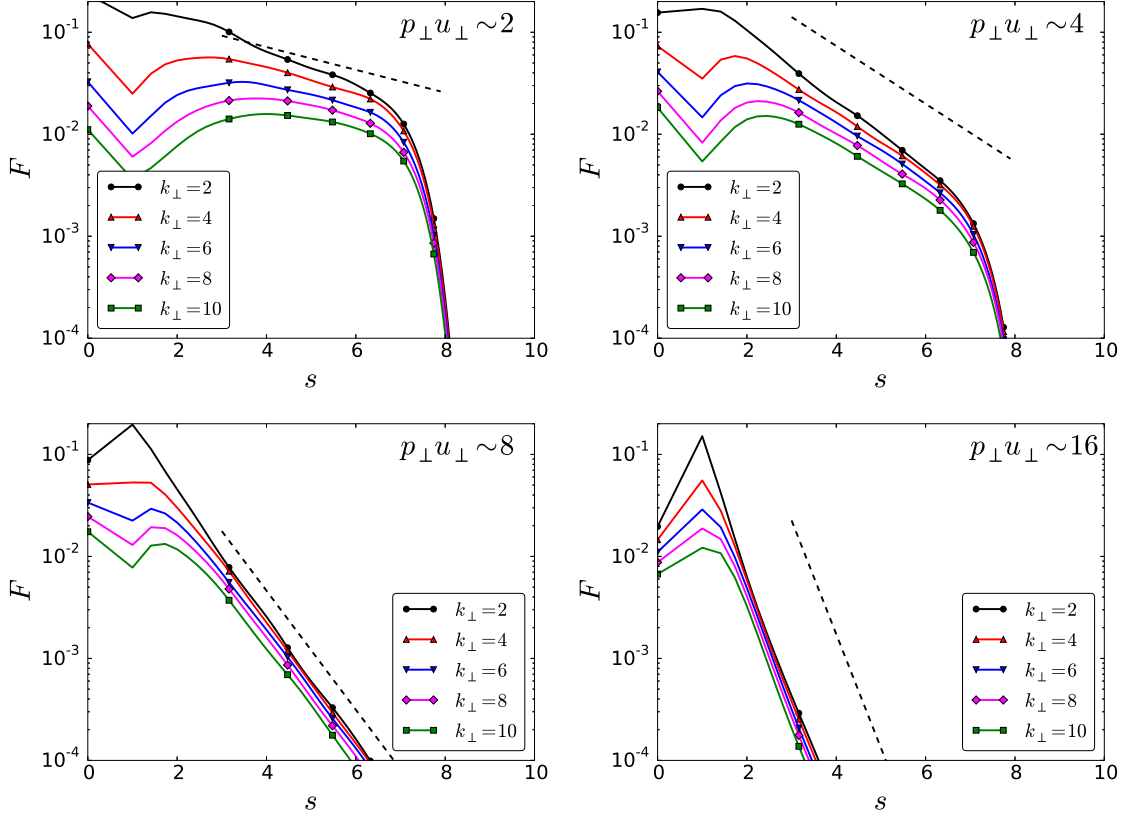 p⊥u⊥∼2
F
10^-1
10^-2
10^-3
10^-4
k⊥=2
k⊥=4
k⊥=6
k⊥=8
k⊥=10
0 2 4 6 8 10
s
p⊥u⊥∼4
F
10^-1
10^-2
10^-3
10^-4
k⊥=2
k⊥=4
k⊥=6
k⊥=8
k⊥=10
0 2 4 6 8 10
s
p⊥u⊥∼8
F
10^-1
10^-2
10^-3
10^-4
k⊥=2
k⊥=4
k⊥=6
k⊥=8
k⊥=10
0 2 4 6 8 10
s
p⊥u⊥∼16
F
10^-1
10^-2
10^-3
10^-4
k⊥=2
k⊥=4
k⊥=6
k⊥=8
k⊥=10
0 2 4 6 8 10
s